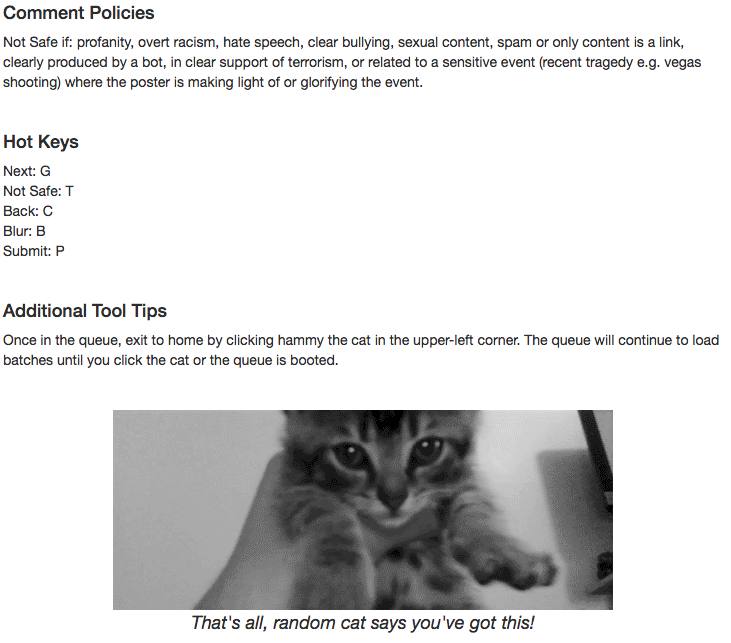 Comment Policies
Not Safe if: profanity, overt racism, hate speech, clear bullying, sexual content, spam or only content is a link,
clearly produced by a bot, in clear support of terrorism, or related to a sensitive event (recent tragedy e.g. vegas
shooting) where the poster is making light of or glorifying the event.
Hot Keys
Next: G
Not Safe: T
Back: C
Blur: B
Submit: P
Additional Tool Tips
Once in the queue, exit to home by clicking hammy the cat in the upper-left corner. The queue will continue to load
batches until you click the cat or the queue is booted.
That's all, random cat says you've got this!